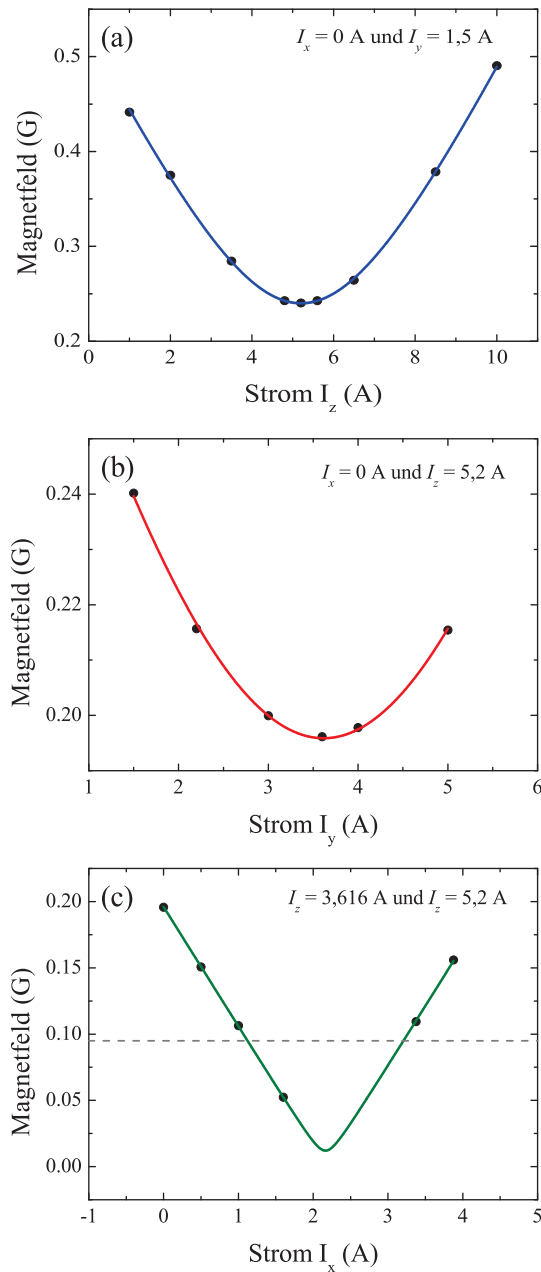 (a)
I_x = 0 A und I_y = 1,5 A
0.5
0.4
0.3
0.2
Magnetfeld (G)
0 2 4 6 8 10
Strom I_z (A)
(b)
I_x = 0 A und I_z = 5,2 A
0.24
0.22
0.20
Magnetfeld (G)
1 2 3 4 5 6
Strom I_y (A)
(c)
I_z = 3,616 A und I_z = 5,2 A
0.20
0.15
0.10
0.05
0.00
Magnetfeld (G)
-1 0 1 2 3 4 5
Strom I_x (A)